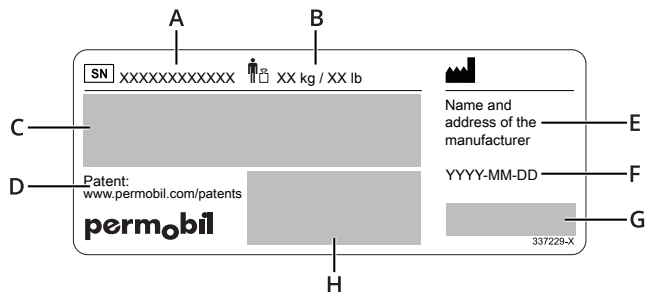 A
B
SN XXXXXXXXXXXX XX kg / XX lb
C
Name and
address of the
manufacturer
E
D
Patent:
www.permobil.com/patents
YYYY-MM-DD
F
permobil
G
337229-X
H